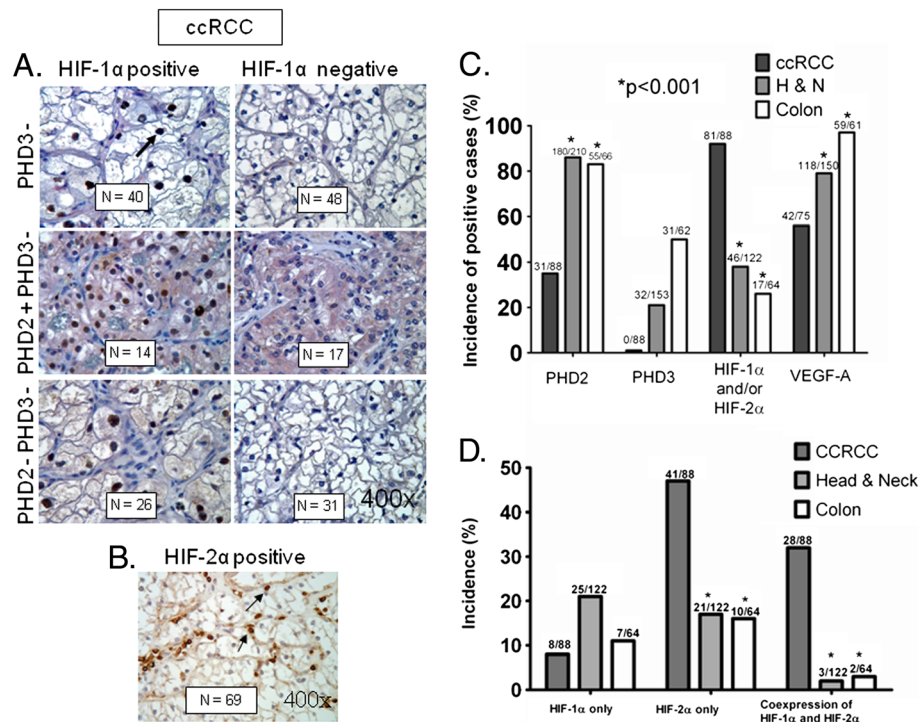 ccRCC
A.
HIF-1α positive
HIF-1α negative
PHD3-
N = 40
N = 48
PHD2 + PHD3-
N = 14
N = 17
PHD2 - PHD3-
N = 26
N = 31
400x
B.
HIF-2α positive
N = 69
400x
C.
ccRCC
H & N
Colon
*p<0.001
Incidence of positive cases (%)
100
80
60
40
20
0
31/88
*
180/210
*
55/66
0/88
32/153
31/62
81/88
*
46/122
*
17/64
42/75
*
118/150
*
59/61
PHD2
PHD3
HIF-1α
and/or
HIF-2α
VEGF-A
D.
CCRCC
Head & Neck
Colon
Incidence (%)
50
40
30
20
10
0
8/88
25/122
7/64
41/88
*
21/122
*
10/64
28/88
*
3/122
*
2/64
HIF-1α only
HIF-2α only
Coexpression of
HIF-1α and HIF-2α